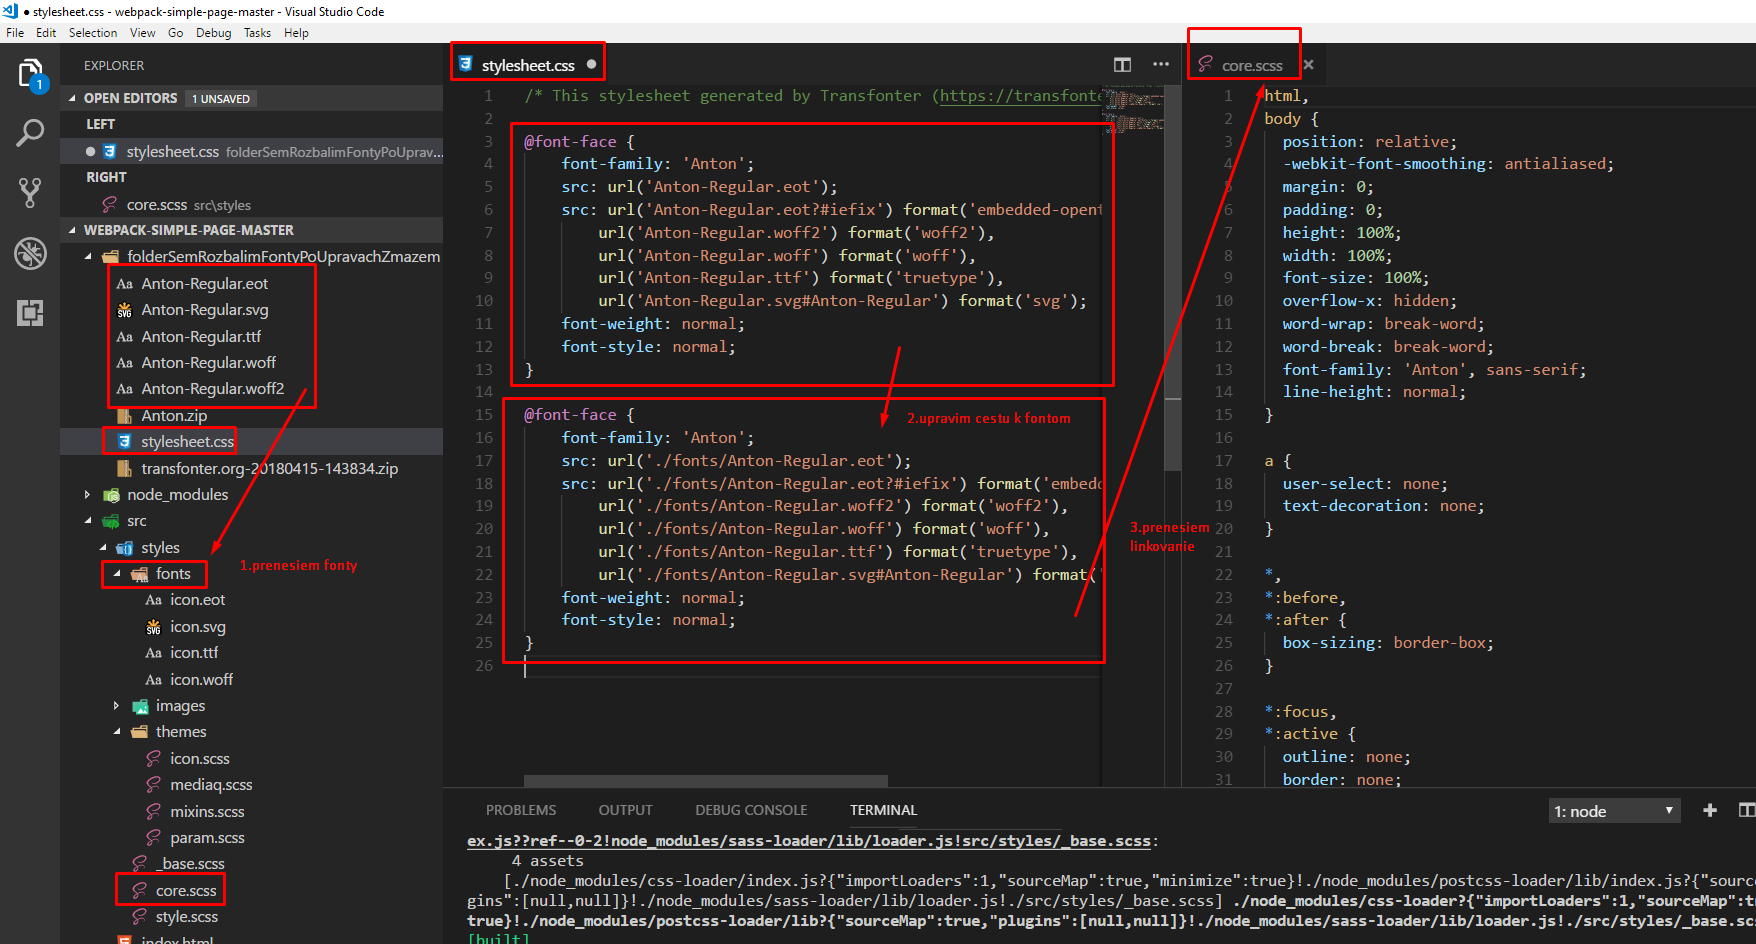 stylesheet.css - webpack-simple-page-master - Visual Studio Code
File Edit Selection View Go Debug Tasks Help
EXPLORER
1
OPEN EDITORS 1 UNSAVED
LEFT
stylesheet.css folderSemRozbalimFontyPoUprav...
RIGHT
core.scss src\styles
WEBPACK-SIMPLE-PAGE-MASTER
folderSemRozbalimFontyPoUpravachZmazem
Aa Anton-Regular.eot
SVG Anton-Regular.svg
Aa Anton-Regular.ttf
Aa Anton-Regular.woff
Aa Anton-Regular.woff2
Anton.zip
stylesheet.css
transfonter.org-20180415-143834.zip
node_modules
src
styles
fonts
1.prenesiem fonty
Aa icon.eot
SVG icon.svg
Aa icon.ttf
Aa icon.woff
images
themes
icon.scss
mediaq.scss
mixins.scss
param.scss
_base.scss
core.scss
style.scss
index.html
stylesheet.css
1 /* This stylesheet generated by Transfonter (https://transfonte
2
3 @font-face {
4 font-family: 'Anton';
5 src: url('Anton-Regular.eot');
6 src: url('Anton-Regular.eot?#iefix') format('embedded-opent
7 url('Anton-Regular.woff2') format('woff2'),
8 url('Anton-Regular.woff') format('woff'),
9 url('Anton-Regular.ttf') format('truetype'),
10 url('Anton-Regular.svg#Anton-Regular') format('svg');
11 font-weight: normal;
12 font-style: normal;
13 }
14
15 @font-face {
2.upravim cestu k fontom
16 font-family: 'Anton';
17 src: url('./fonts/Anton-Regular.eot');
18 src: url('./fonts/Anton-Regular.eot?#iefix') format('embedd
19 url('./fonts/Anton-Regular.woff2') format('woff2'),
20 url('./fonts/Anton-Regular.woff') format('woff'),
21 url('./fonts/Anton-Regular.ttf') format('truetype'),
22 url('./fonts/Anton-Regular.svg#Anton-Regular') format('
23 font-weight: normal;
24 font-style: normal;
25 }
26
3.prenesiem
linkovanie
core.scss
1 html,
2 body {
3 position: relative;
4 -webkit-font-smoothing: antialiased;
5 margin: 0;
6 padding: 0;
7 height: 100%;
8 width: 100%;
9 font-size: 100%;
10 overflow-x: hidden;
11 word-wrap: break-word;
12 word-break: break-word;
13 font-family: 'Anton', sans-serif;
14 line-height: normal;
15 }
16
17 a {
18 user-select: none;
19 text-decoration: none;
20 }
21
22 *,
23 *:before,
24 *:after {
25 box-sizing: border-box;
26 }
27
28 *:focus,
29 *:active {
30 outline: none;
31 border: none;
PROBLEMS OUTPUT DEBUG CONSOLE TERMINAL
1: node
ex.js??ref--0-2!node_modules/sass-loader/lib/loader.js!src/styles/_base.scss:
4 assets
[./node_modules/css-loader/index.js?{"importLoaders":1,"sourceMap":true,"minimize":true}!./node_modules/postcss-loader/lib/index.js?{"sourc
gins":[null,null]}!./node_modules/sass-loader/lib/loader.js!./src/styles/_base.scss] ./node_modules/css-loader?{"importLoaders":1,"sourceMap":tr
true}!./node_modules/postcss-loader/lib?{"sourceMap":true,"plugins":[null,null]}!./node_modules/sass-loader/lib/loader.js!./src/styles/_base.sc
[built]